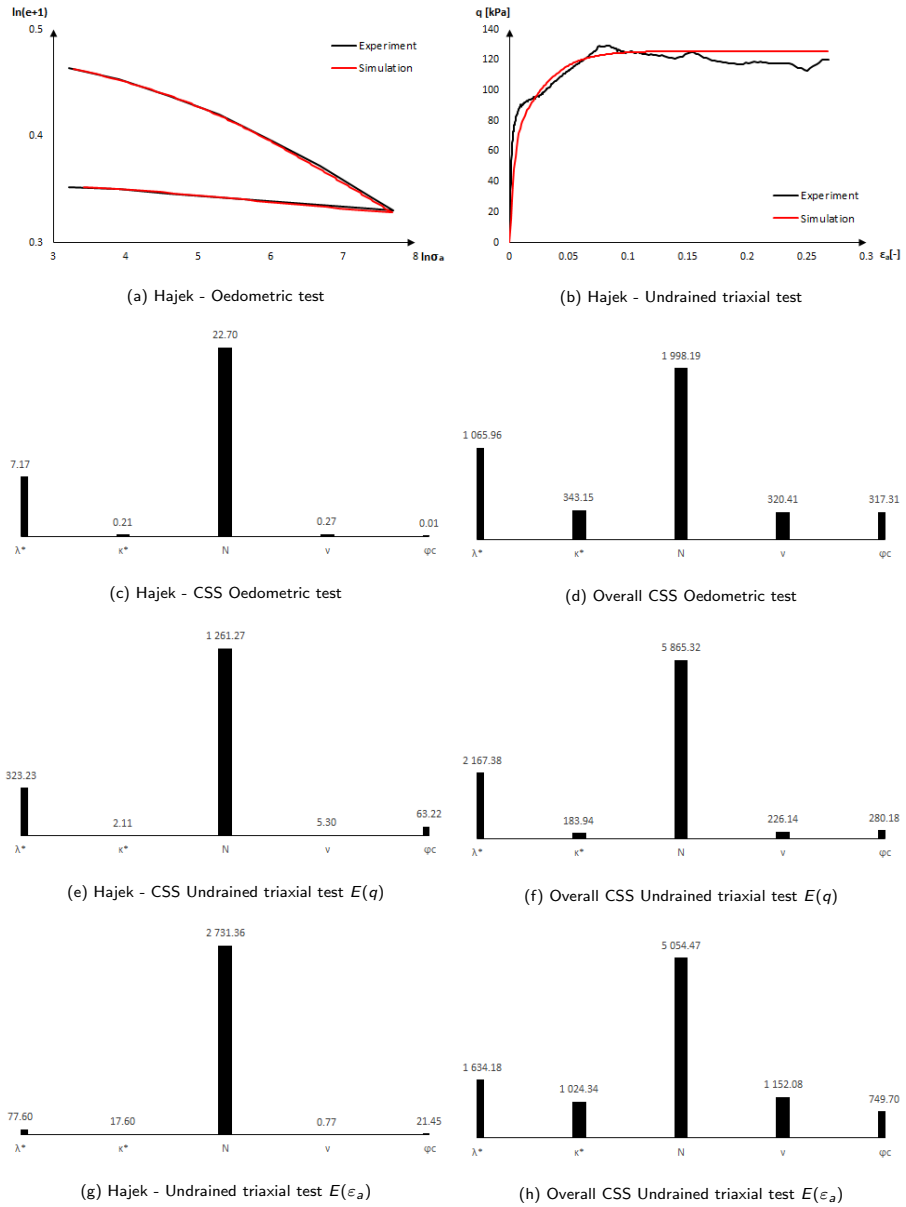 ln(e+1)
0.5
0.4
0.3
Experiment
Simulation
3
4
5
6
7
8
lnσₐ
(a) Hajek - Oedometric test
q [kPa]
140
120
100
80
60
40
20
0
Experiment
Simulation
0
0.05
0.1
0.15
0.2
0.25
0.3
εₐ[-]
(b) Hajek - Undrained triaxial test
22.70
7.17
0.21
0.27
0.01
λ*
κ*
N
ν
φc
(c) Hajek - CSS Oedometric test
1 998.19
1 065.96
343.15
320.41
317.31
λ*
κ*
N
ν
φc
(d) Overall CSS Oedometric test
1 261.27
323.23
2.11
5.30
63.22
λ*
κ*
N
ν
φc
(e) Hajek - CSS Undrained triaxial test E(q)
5 865.32
2 167.38
183.94
226.14
280.18
λ*
κ*
N
ν
φc
(f) Overall CSS Undrained triaxial test E(q)
2 731.36
77.60
17.60
0.77
21.45
λ*
κ*
N
ν
φc
(g) Hajek - Undrained triaxial test E(εₐ)
5 054.47
1 634.18
1 024.34
1 152.08
749.70
λ*
κ*
N
ν
φc
(h) Overall CSS Undrained triaxial test E(εₐ)